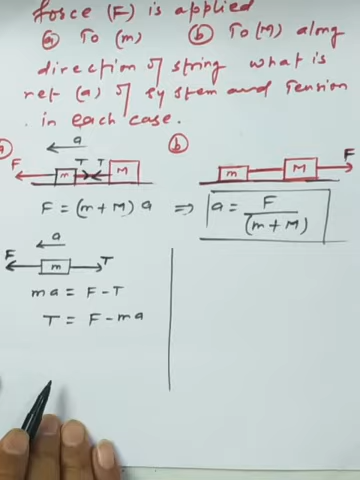 force (F) is applied
ⓐ To (m) ⓑ To (M) along
direction of string what is
net (a) of system and Tension
in each case.
a ⓑ
F m T T M
m M F
F = (m+M) a ⇒ a = F/(m+M)
a
F m T
ma = F - T
T = F - ma